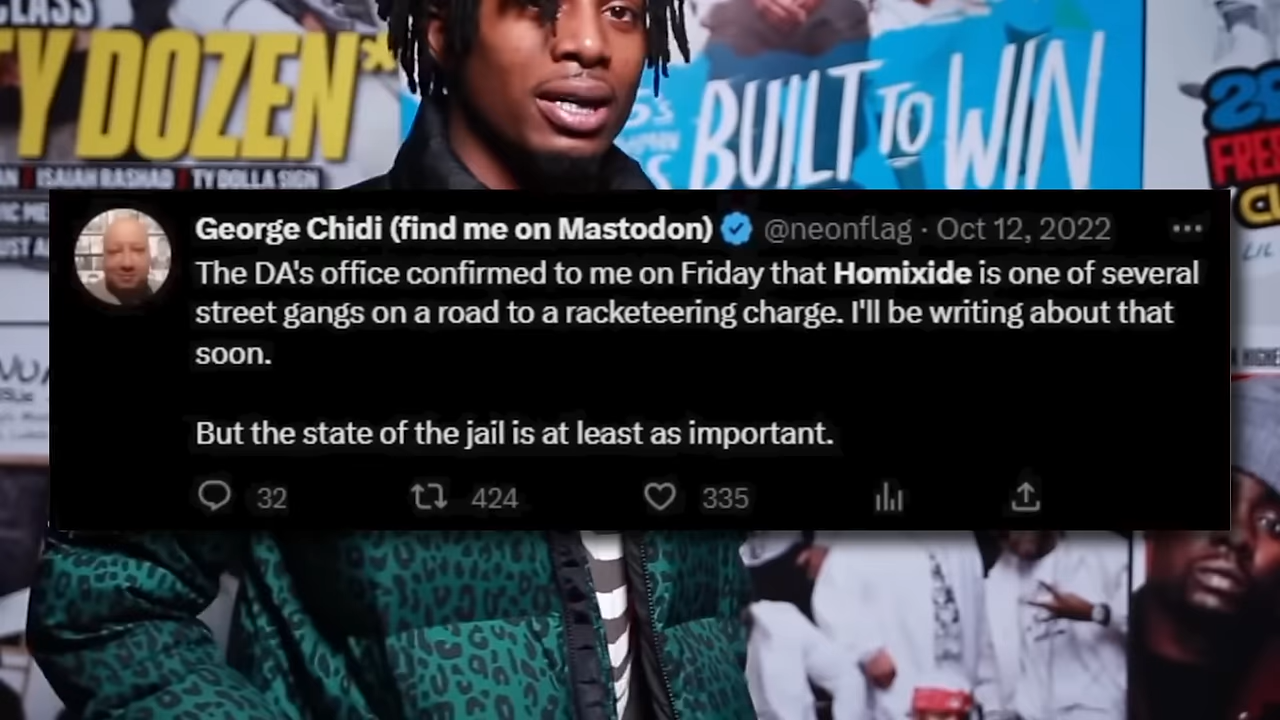 CLASS
Y DOZEN*
BUILT TO WIN
ISAIAH RASHAD | TY DOLLA $IGN
George Chidi (find me on Mastodon) @neonflag · Oct 12, 2022
The DA's office confirmed to me on Friday that Homixide is one of several
street gangs on a road to a racketeering charge. I'll be writing about that
soon.
But the state of the jail is at least as important.
32 424 335